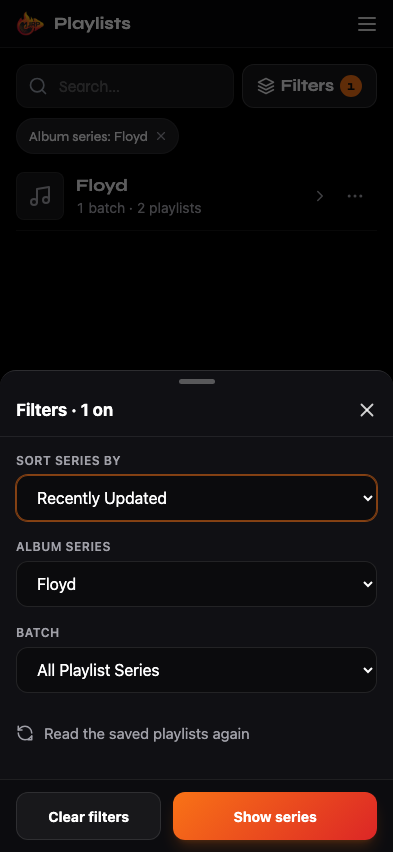 Playlists
Search...
Filters 1
Album series: Floyd
Floyd
1 batch · 2 playlists
Filters · 1 on
SORT SERIES BY
Recently Updated
ALBUM SERIES
Floyd
BATCH
All Playlist Series
Read the saved playlists again
Clear filters
Show series